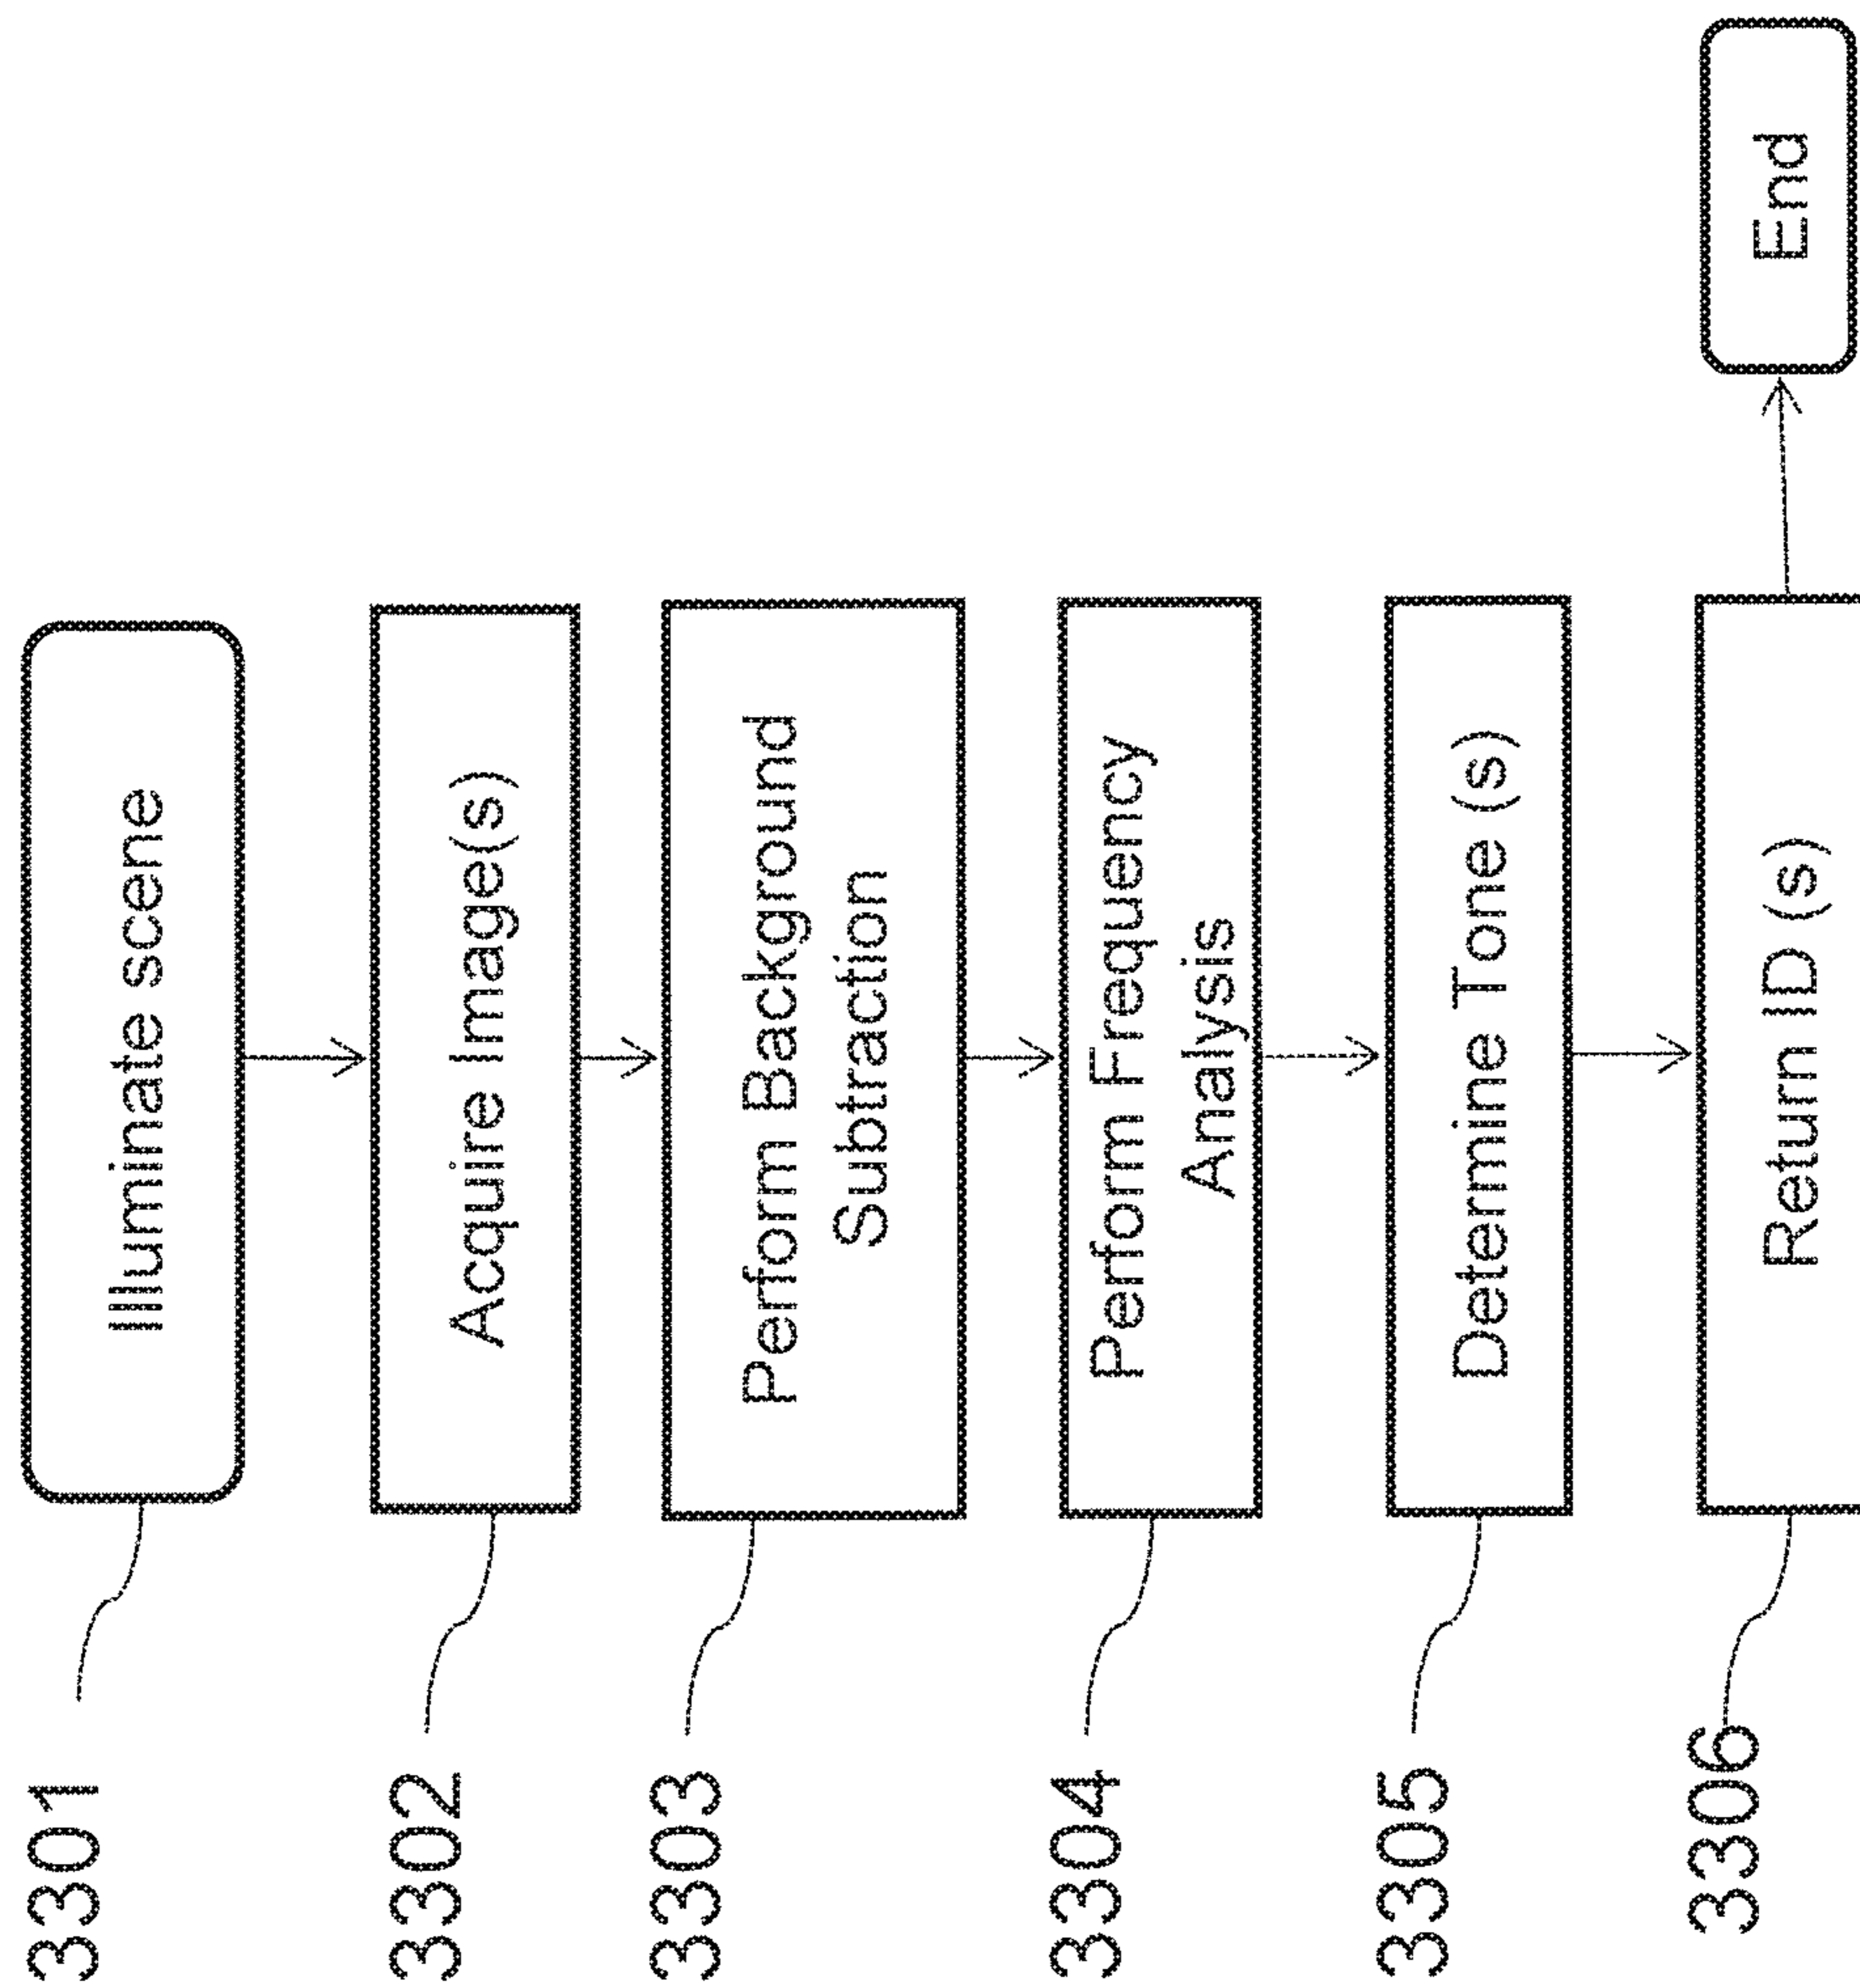 3301
Illuminate scene
3302
Acquire Image(s)
3303
Perform Background
Subtraction
3304
Perform Frequency
Analysis
3305
Determine Tone (s)
3306
Return ID (s)
End